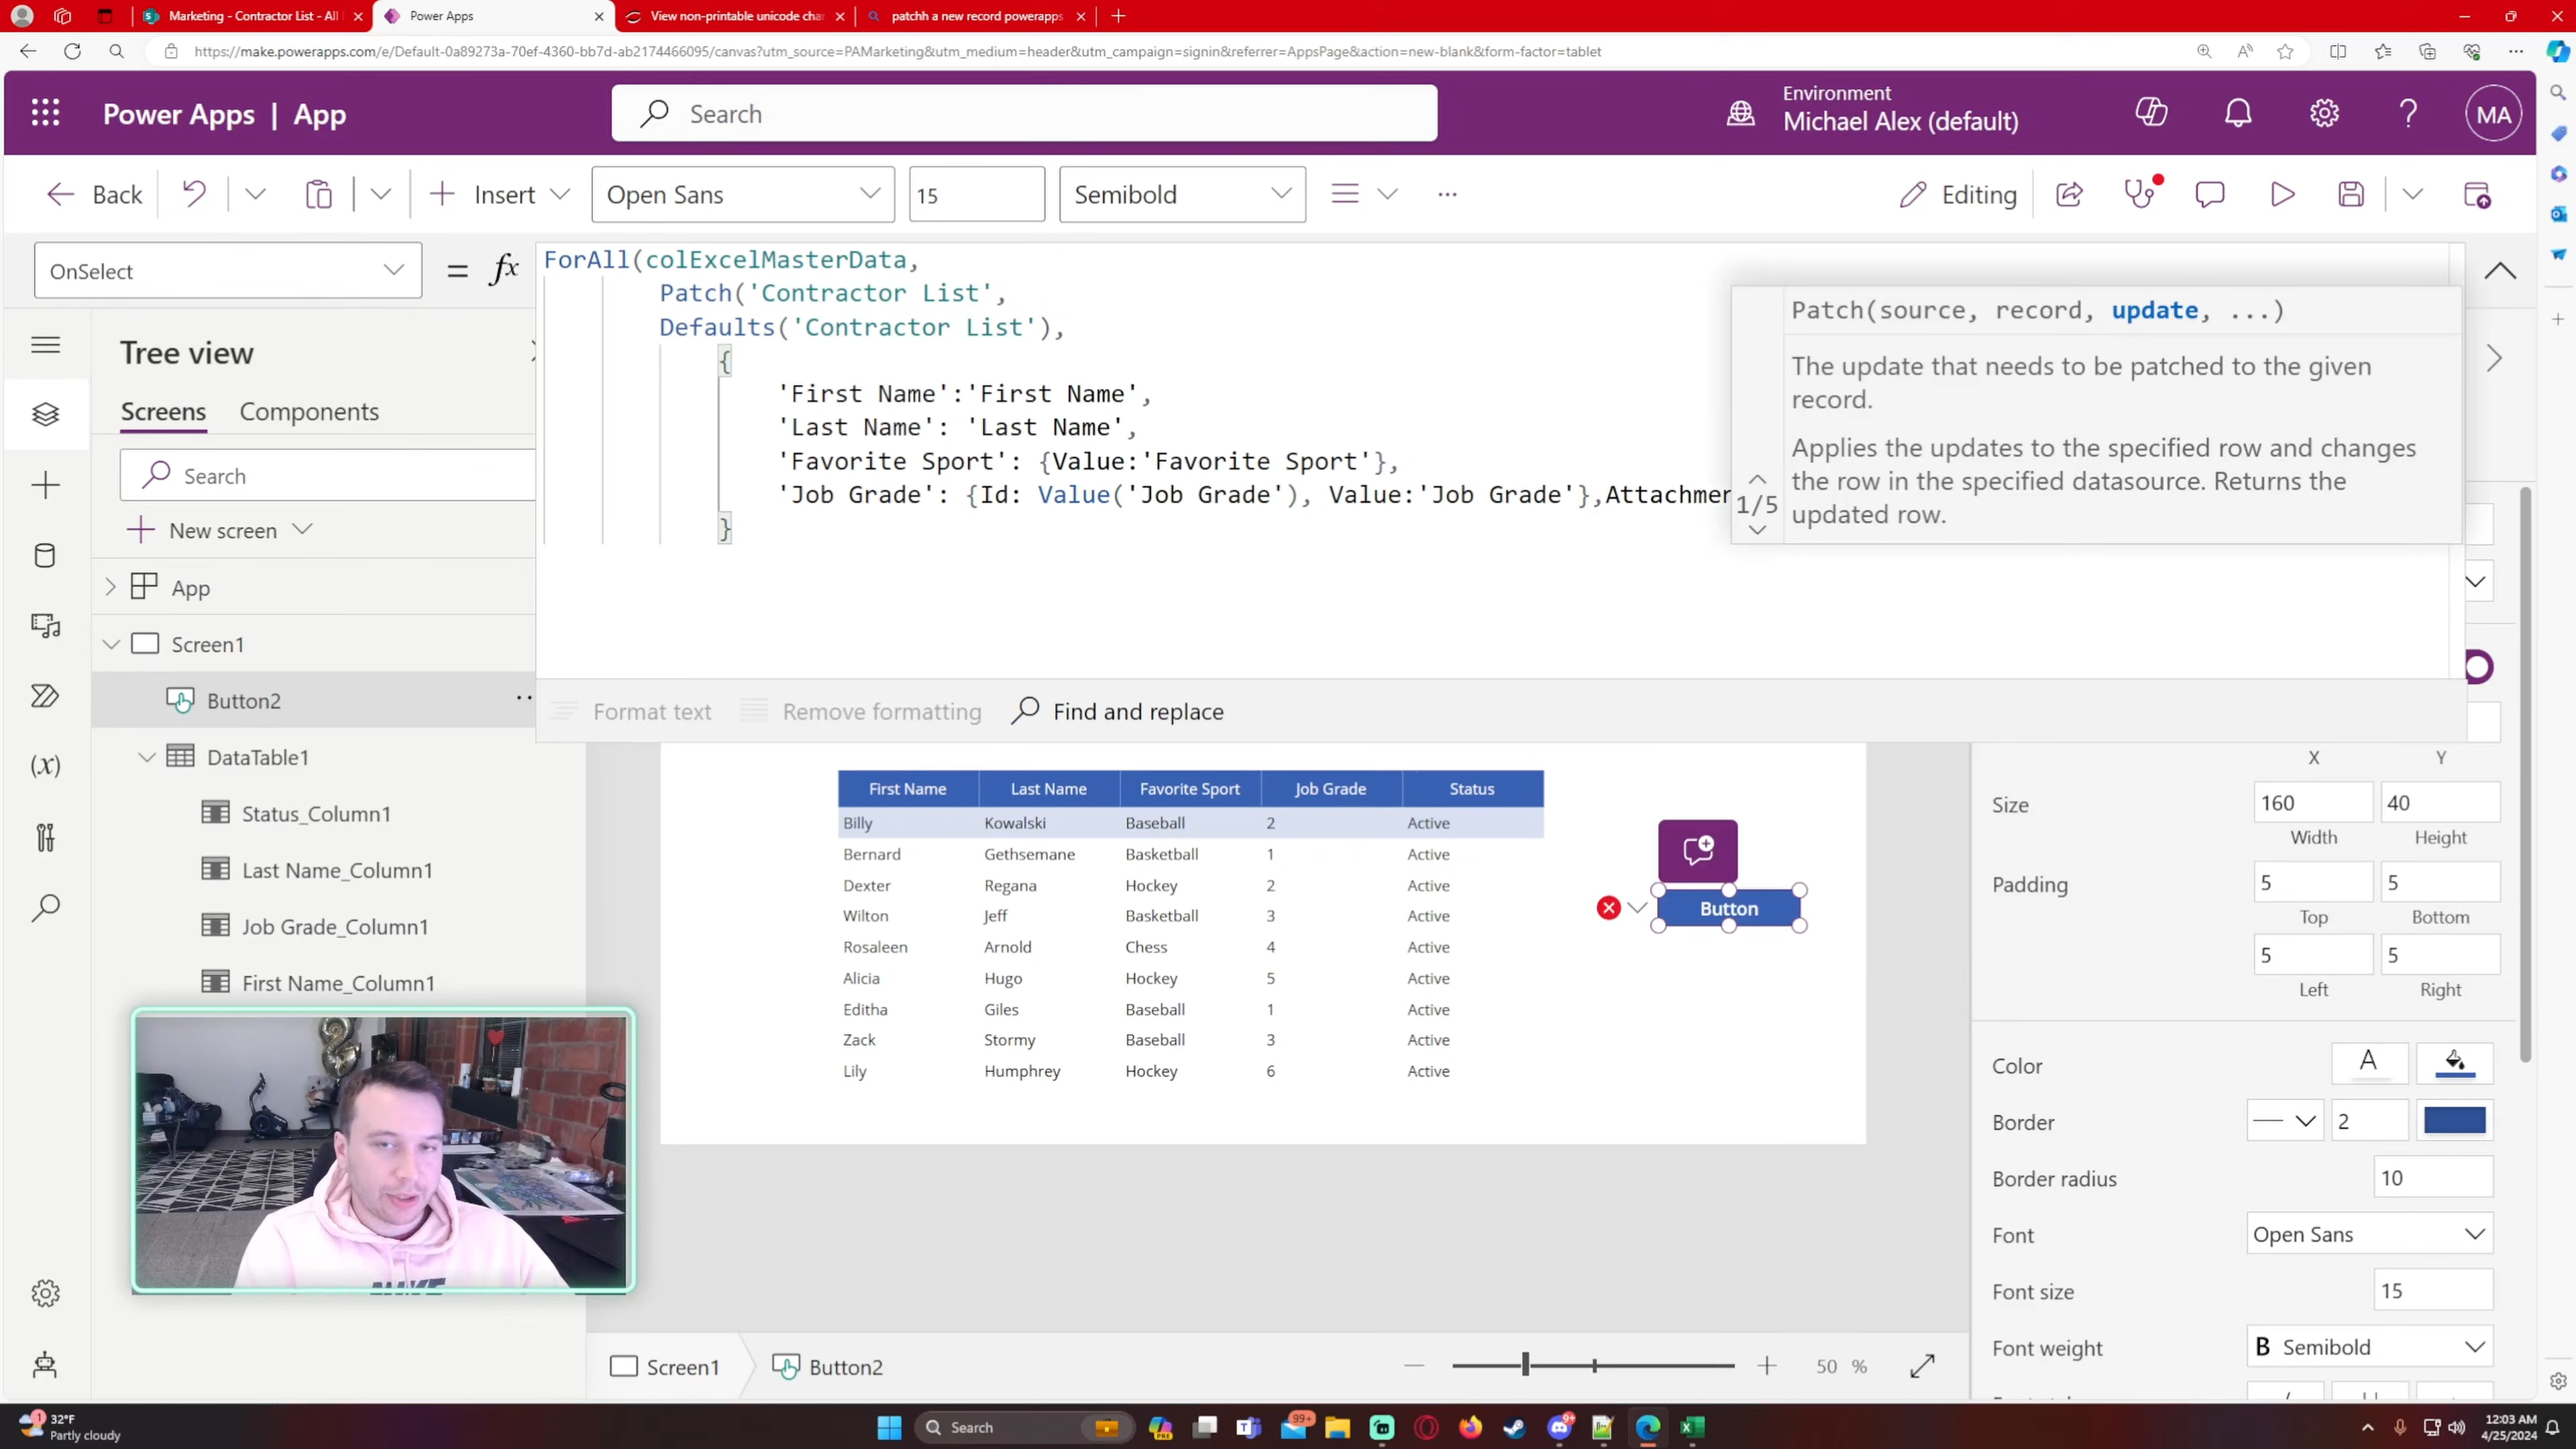 Marketing - Contractor List - All
Power Apps
View non-printable unicode cha
patchh a new record powerapps
https://make.powerapps.com/e/Default-0a89273a-70ef-4360-bb7d-ab2174466095/canvas?utm_source=PAMarketing&utm_medium=header&utm_campaign=signin&referrer=AppsPage&action=new-blank&form-factor=tablet
Power Apps | App
Search
Environment
Michael Alex (default)
MA
Back
Insert
Open Sans
15
Semibold
Editing
OnSelect
= fx
ForAll(colExcelMasterData,
Patch('Contractor List',
Defaults('Contractor List'),
{
'First Name':'First Name',
'Last Name': 'Last Name',
'Favorite Sport': {Value:'Favorite Sport'},
'Job Grade': {Id: Value('Job Grade'), Value:'Job Grade'},Attachmen
}
Patch(source, record, update, ...)
The update that needs to be patched to the given
record.
Applies the updates to the specified row and changes
the row in the specified datasource. Returns the
updated row.
1/5
Format text
Remove formatting
Find and replace
Tree view
Screens
Components
Search
New screen
App
Screen1
Button2
DataTable1
Status_Column1
Last Name_Column1
Job Grade_Column1
First Name_Column1
First Name Last Name Favorite Sport Job Grade Status
Billy Kowalski Baseball 2 Active
Bernard Gethsemane Basketball 1 Active
Dexter Regana Hockey 2 Active
Wilton Jeff Basketball 3 Active
Rosaleen Arnold Chess 4 Active
Alicia Hugo Hockey 5 Active
Editha Giles Baseball 1 Active
Zack Stormy Baseball 3 Active
Lily Humphrey Hockey 6 Active
Button
X Y
Size 160 40
Width Height
Padding 5 5
Top Bottom
5 5
Left Right
Color A
Border 2
Border radius 10
Font Open Sans
Font size 15
Font weight B Semibold
Screen1
Button2
50 %
32°F
Partly cloudy
Search
99+
12:03 AM
4/25/2024